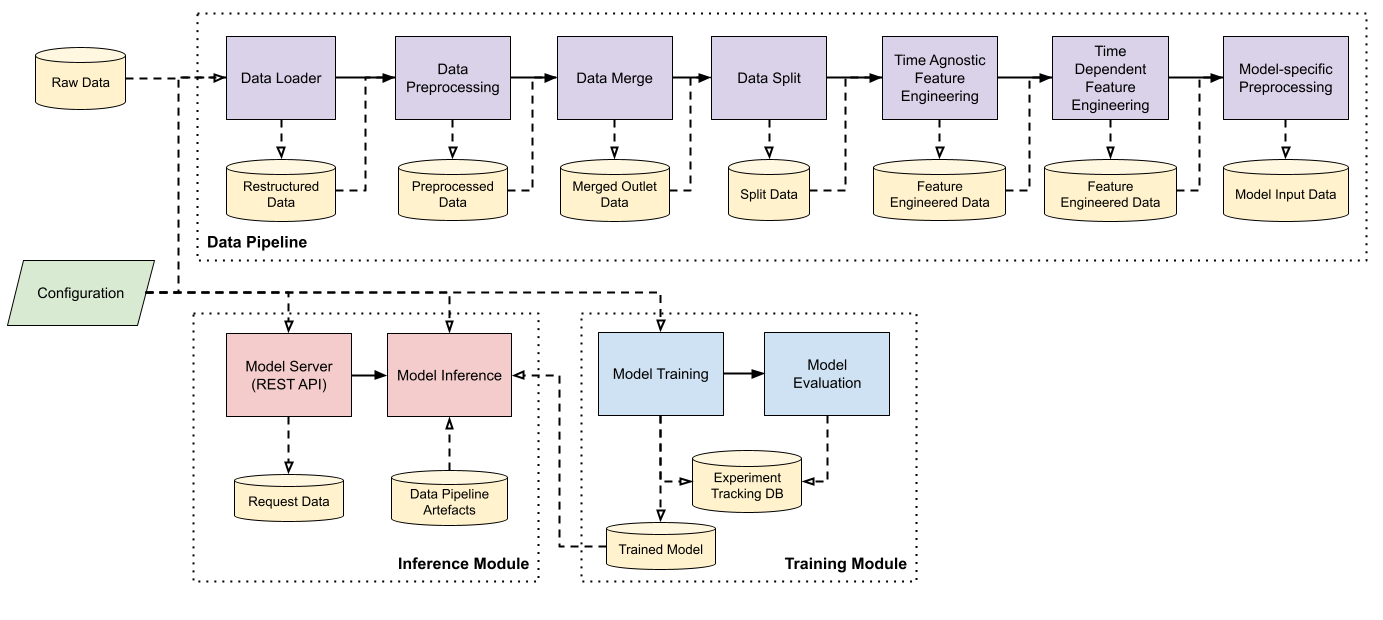 Raw Data
Data Loader
Data
Preprocessing
Data Merge
Data Split
Time Agnostic
Feature
Engineering
Time
Dependent
Feature
Engineering
Model-specific
Preprocessing
Restructured
Data
Preprocessed
Data
Merged Outlet
Data
Split Data
Feature
Engineered Data
Feature
Engineered Data
Model Input Data
Data Pipeline
Configuration
Model Server
(REST API)
Model Inference
Request Data
Data Pipeline
Artefacts
Inference Module
Model Training
Model
Evaluation
Experiment
Tracking DB
Trained Model
Training Module